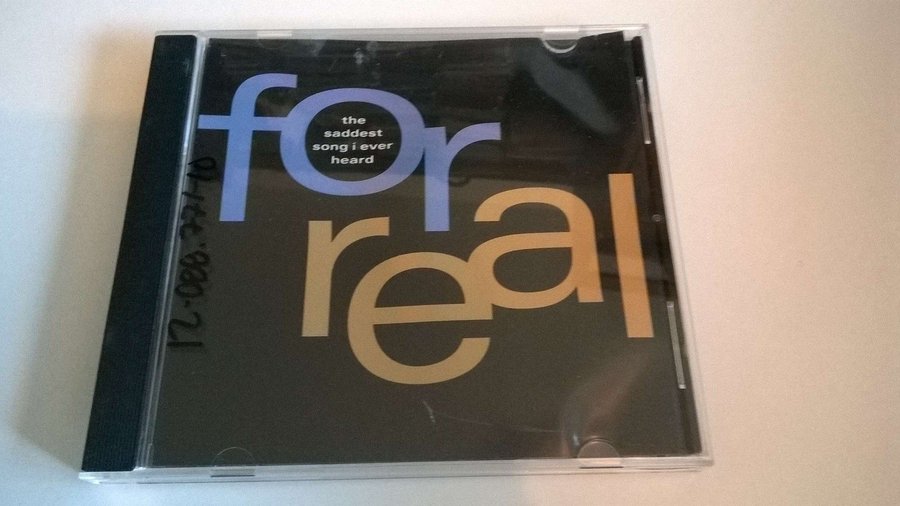 for
the
saddest
song i ever
heard
real